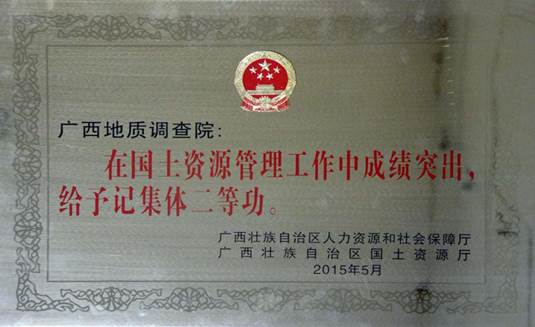 广西地质调查院：
在国土资源管理工作中成绩突出，
给予记集体二等功。
广西壮族自治区人力资源和社会保障厅
广西壮族自治区国土资源厅
2015年5月